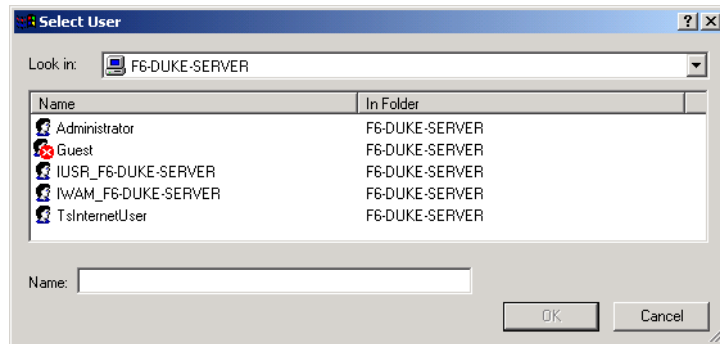 Select User
Look in: F6-DUKE-SERVER
Name In Folder
Administrator F6-DUKE-SERVER
Guest F6-DUKE-SERVER
IUSR_F6-DUKE-SERVER F6-DUKE-SERVER
IWAM_F6-DUKE-SERVER F6-DUKE-SERVER
TsInternetUser F6-DUKE-SERVER
Name:
OK Cancel